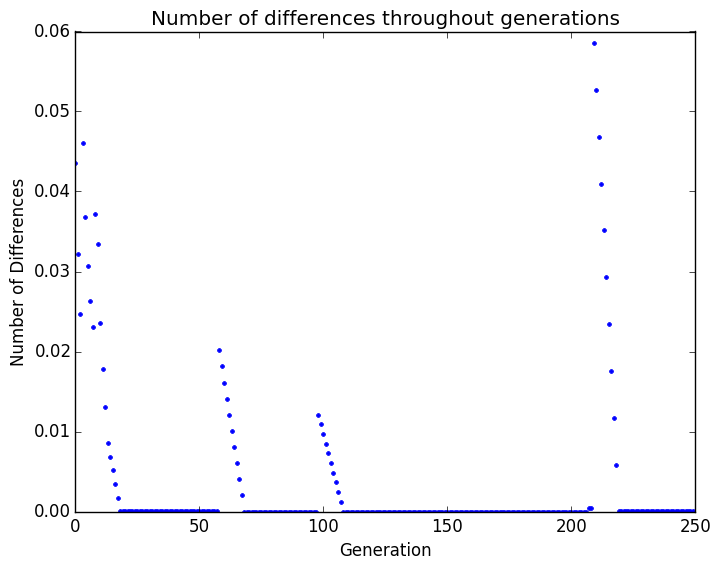 Number of differences throughout generations
0.06
0.05
0.04
0.03
0.02
0.01
0.00
Number of Differences
0 50 100 150 200 250
Generation